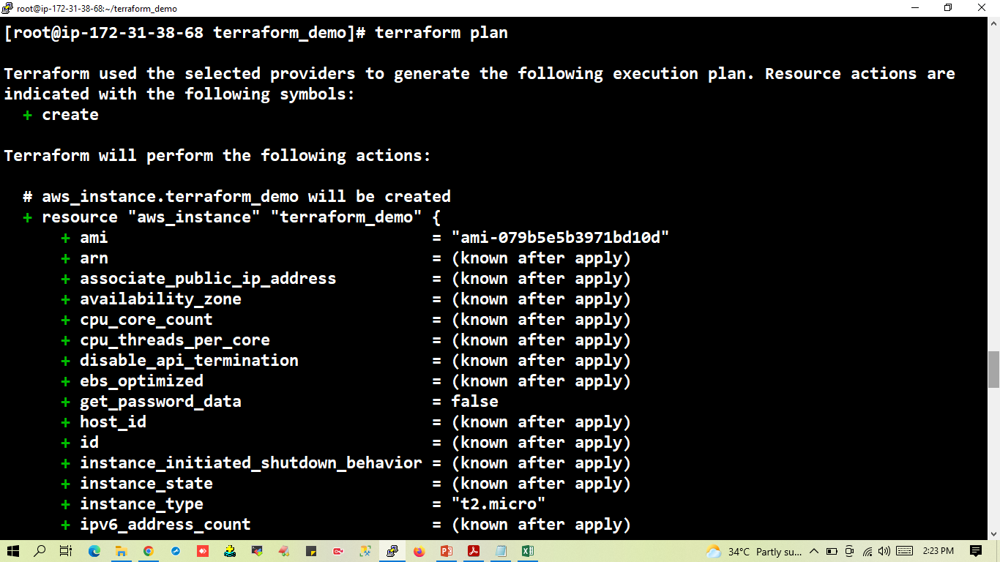 root@ip-172-31-38-68:~/terraform_demo
[root@ip-172-31-38-68 terraform_demo]# terraform plan
Terraform used the selected providers to generate the following execution plan. Resource actions are
indicated with the following symbols:
+ create
Terraform will perform the following actions:
# aws_instance.terraform_demo will be created
+ resource "aws_instance" "terraform_demo" {
+ ami = "ami-079b5e5b3971bd10d"
+ arn = (known after apply)
+ associate_public_ip_address = (known after apply)
+ availability_zone = (known after apply)
+ cpu_core_count = (known after apply)
+ cpu_threads_per_core = (known after apply)
+ disable_api_termination = (known after apply)
+ ebs_optimized = (known after apply)
+ get_password_data = false
+ host_id = (known after apply)
+ id = (known after apply)
+ instance_initiated_shutdown_behavior = (known after apply)
+ instance_state = (known after apply)
+ instance_type = "t2.micro"
+ ipv6_address_count = (known after apply)
34°C Partly su... 2:23 PM